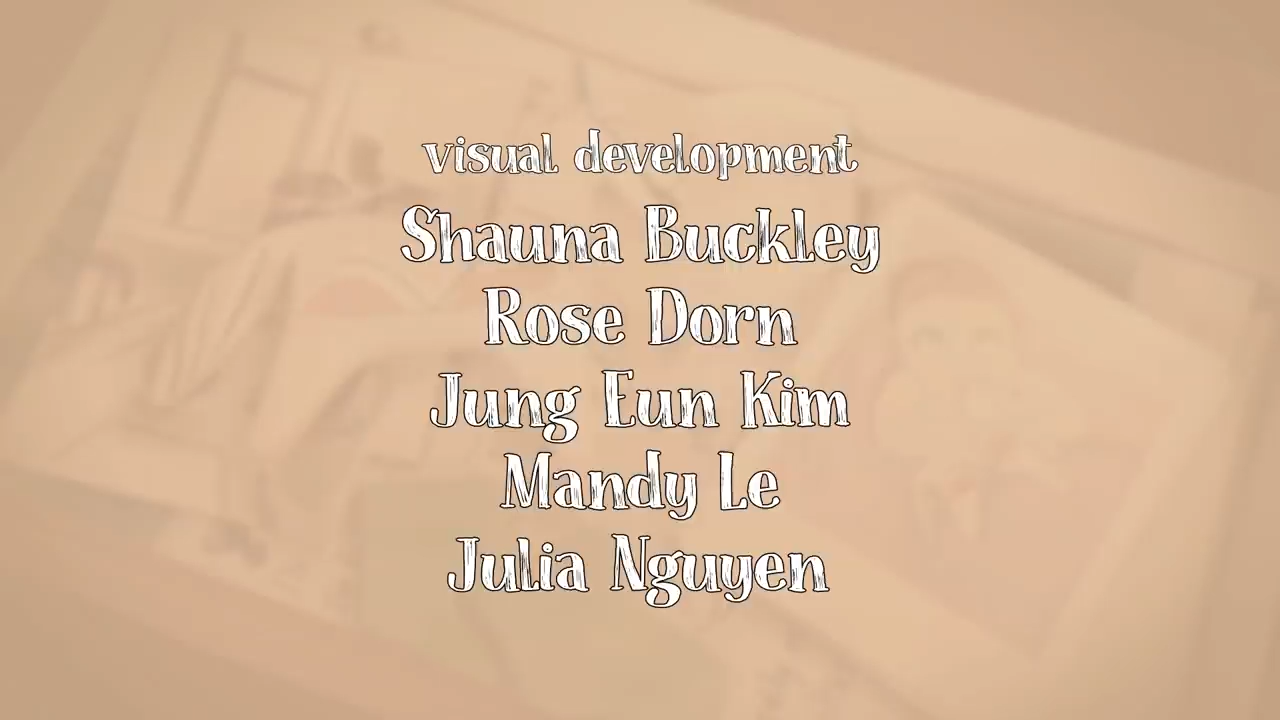 visual development
Shauna Buckley
Rose Dorn
Jung Eun Kim
Mandy Le
Julia Nguyen